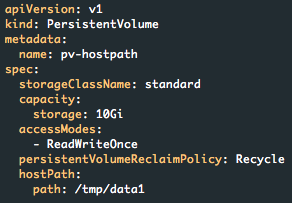 apiVersion: v1
kind: PersistentVolume
metadata:
  name: pv-hostpath
spec:
  storageClassName: standard
  capacity:
    storage: 10Gi
  accessModes:
    - ReadWriteOnce
  persistentVolumeReclaimPolicy: Recycle
  hostPath:
    path: /tmp/data1